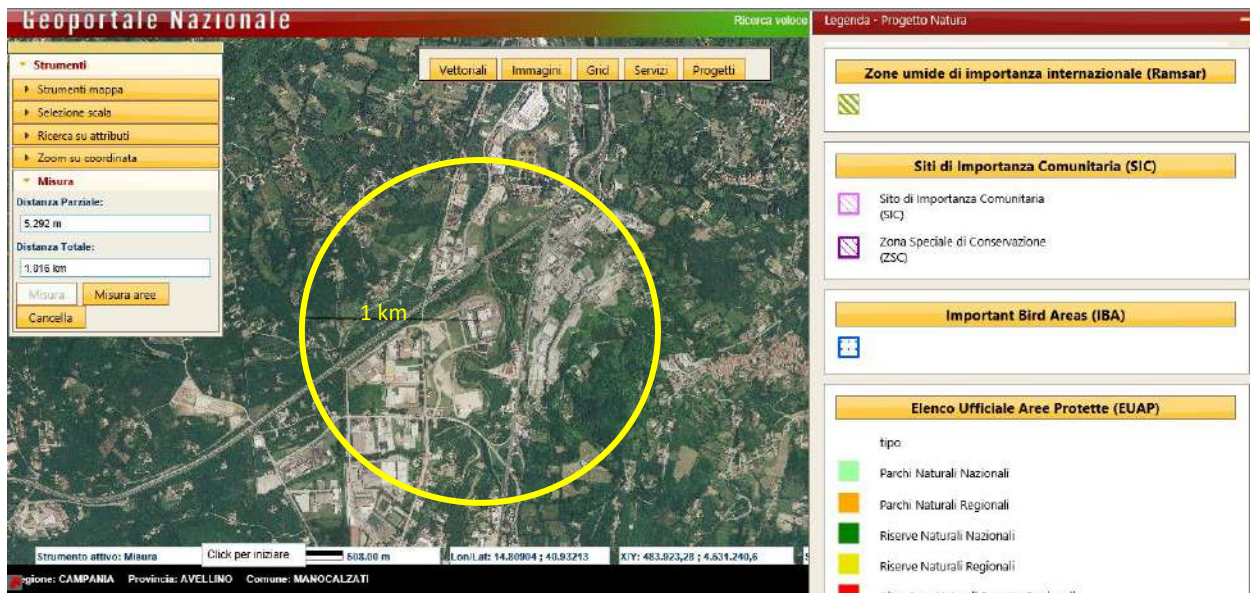 Geoportale Nazionale
Ricerca veloce
Strumenti
Strumenti mappa
Selezione scala
Ricerca su attributi
Zoom su coordinata
Misura
Distanza Parziale:
5,292 m
Distanza Totale:
1,016 km
Misura
Misura aree
Cancella
Vettoriali
Immagini
Grid
Servizi
Progetti
1 km
Strumento attivo: Misura
Click per iniziare
508.00 m
Lon/Lat: 14.80904 ; 40.93213
X/Y: 483.923,28 ; 4.531.240,6
egione: CAMPANIA Provincia: AVELLINO Comune: MANOCALZATI
Legenda - Progetto Natura
Zone umide di importanza internazionale (Ramsar)
Siti di Importanza Comunitaria (SIC)
Sito di Importanza Comunitaria
(SIC)
Zona Speciale di Conservazione
(ZSC)
Important Bird Areas (IBA)
Elenco Ufficiale Aree Protette (EUAP)
tipo
Parchi Naturali Nazionali
Parchi Naturali Regionali
Riserve Naturali Nazionali
Riserve Naturali Regionali